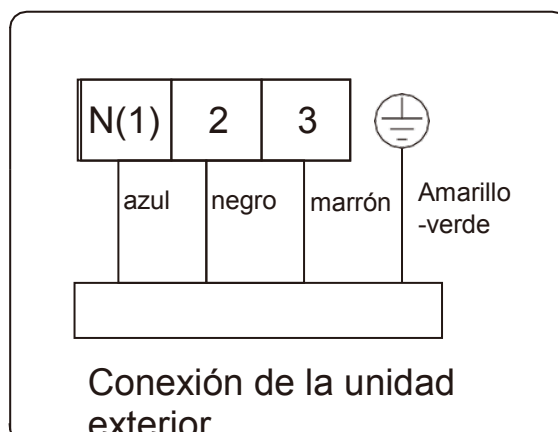 N(1) 2 3
azul negro marrón Amarillo
-verde
Conexión de la unidad
exterior